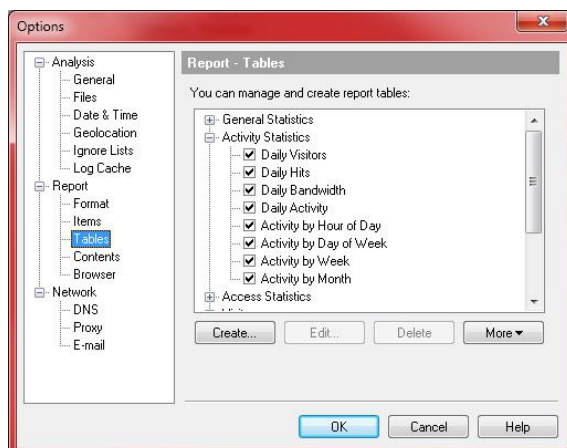 Options
Analysis
General
Files
Date & Time
Geolocation
Ignore Lists
Log Cache
Report
Format
Items
Tables
Contents
Browser
Network
DNS
Proxy
E-mail
Report - Tables
You can manage and create report tables:
General Statistics
Activity Statistics
Daily Visitors
Daily Hits
Daily Bandwidth
Daily Activity
Activity by Hour of Day
Activity by Day of Week
Activity by Week
Activity by Month
Access Statistics
Create...
Edit...
Delete
More
OK
Cancel
Help